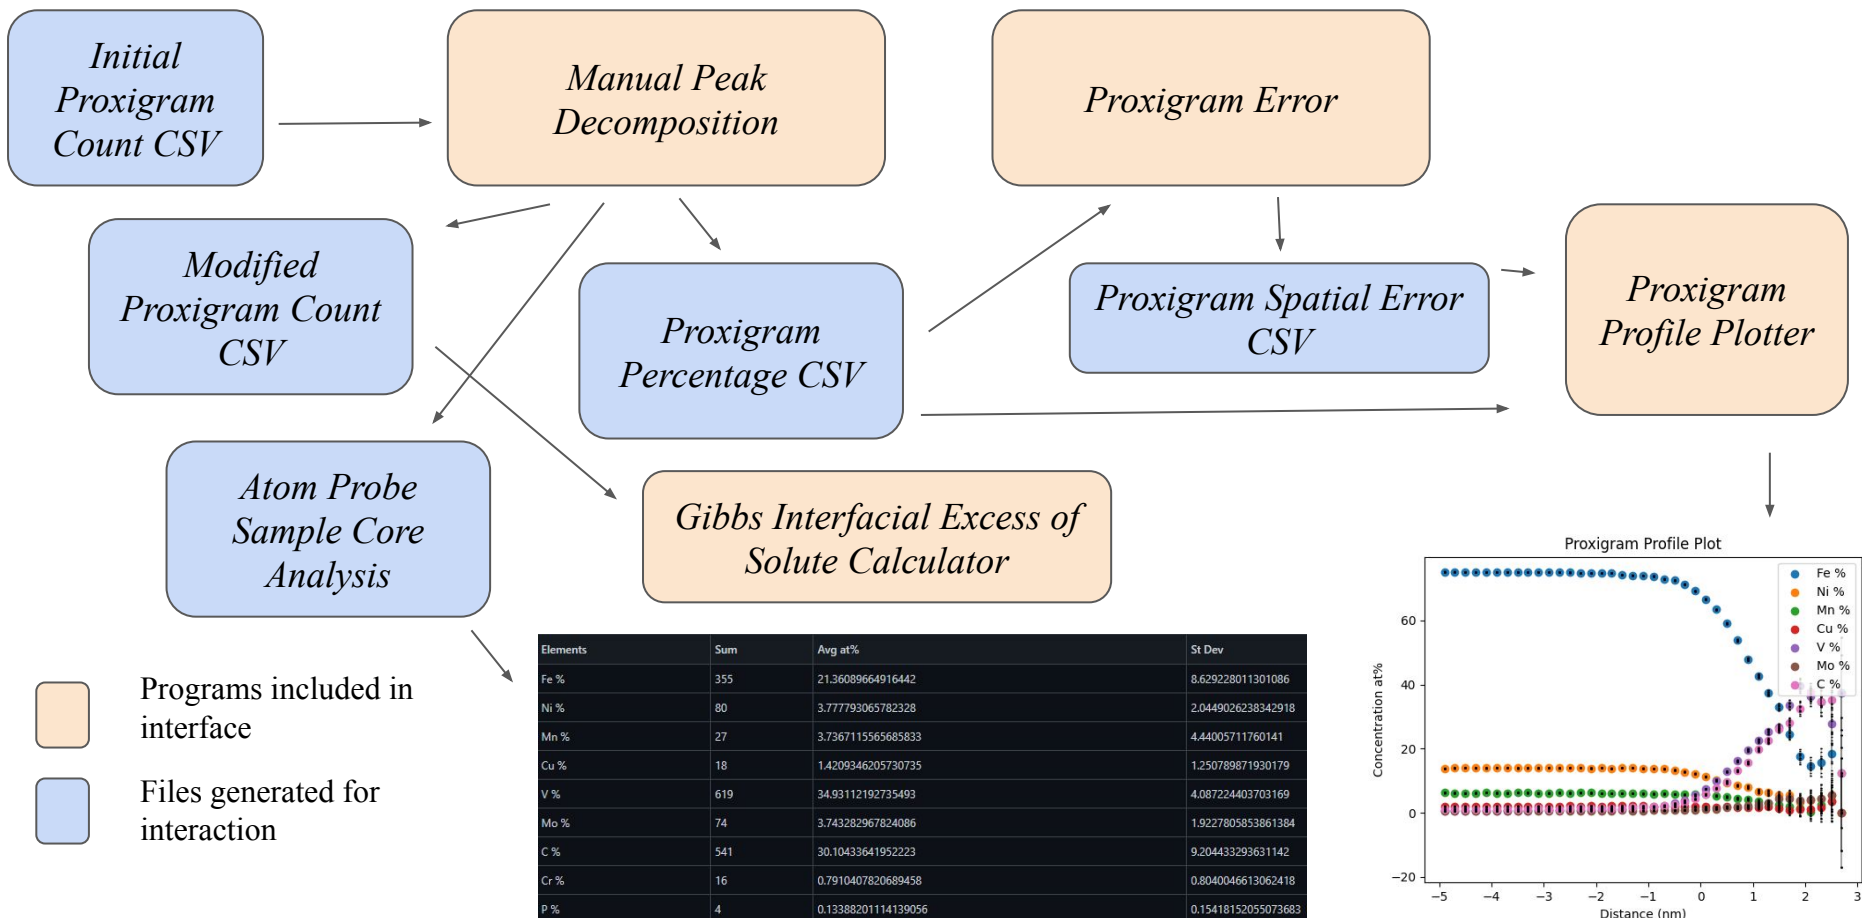 Initial
Proxigram
Count CSV
Manual Peak
Decomposition
Proxigram Error
Modified
Proxigram Count
CSV
Proxigram
Percentage CSV
Proxigram Spatial Error
CSV
Proxigram
Profile Plotter
Atom Probe
Sample Core
Analysis
Gibbs Interfacial Excess of
Solute Calculator
Programs included in
interface
Files generated for
interaction
Elements Sum Avg at% St Dev
Fe % 355 21.36089664916442 8.629228011301086
Ni % 80 3.777793065782328 2.0449026238342918
Mn % 27 3.7367115565685833 4.44005711760141
Cu % 18 1.4209346205730735 1.250789871930179
V % 619 34.93112192735493 4.087224403703169
Mo % 74 3.743282967824086 1.9227805853861384
C % 541 30.10433641952223 9.204433293631142
Cr % 16 0.7910407820689458 0.8040046613062418
P % 4 0.13388201114139056 0.15418152055073683
Proxigram Profile Plot
Fe %
Ni %
Mn %
Cu %
V %
Mo %
C %
Concentration at%
60
40
20
0
−20
−5 −4 −3 −2 −1 0 1 2 3
Distance (nm)